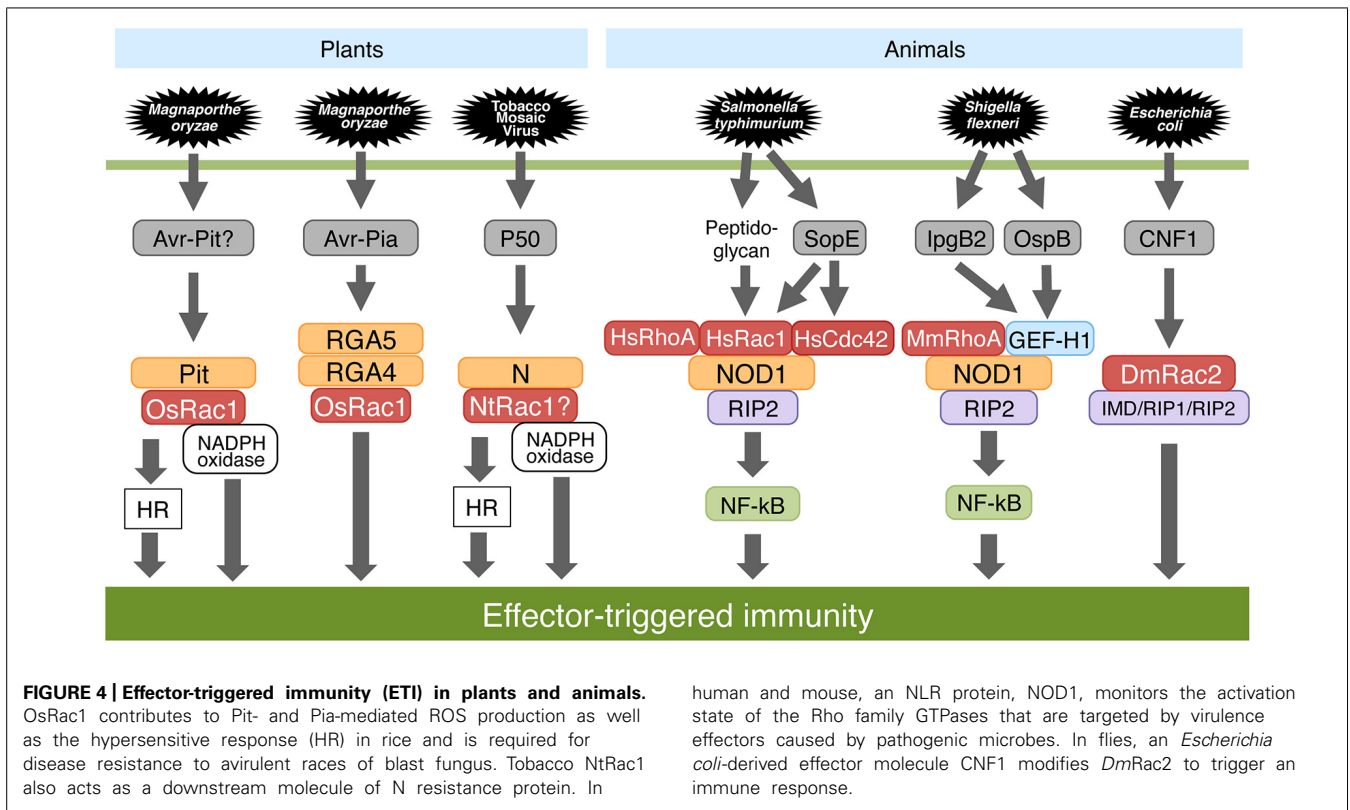 Plants
Animals
Magnaporthe
oryzae
Magnaporthe
oryzae
Tobacco
Mosaic
Virus
Salmonella
typhimurium
Shigella
flexneri
Escherichia
coli
Avr-Pit?
Avr-Pia
P50
Peptido-
glycan
SopE
IpgB2
OspB
CNF1
RGA5
HsRhoA
HsRac1
HsCdc42
MmRhoA
GEF-H1
Pit
RGA4
N
NOD1
NOD1
DmRac2
OsRac1
OsRac1
NtRac1?
RIP2
RIP2
IMD/RIP1/RIP2
NADPH
oxidase
NADPH
oxidase
HR
HR
NF-kB
NF-kB
Effector-triggered immunity
FIGURE 4 | Effector-triggered immunity (ETI) in plants and animals.
OsRac1 contributes to Pit- and Pia-mediated ROS production as well
as the hypersensitive response (HR) in rice and is required for
disease resistance to avirulent races of blast fungus. Tobacco NtRac1
also acts as a downstream molecule of N resistance protein. In
human and mouse, an NLR protein, NOD1, monitors the activation
state of the Rho family GTPases that are targeted by virulence
effectors caused by pathogenic microbes. In flies, an Escherichia
coli-derived effector molecule CNF1 modifies DmRac2 to trigger an
immune response.